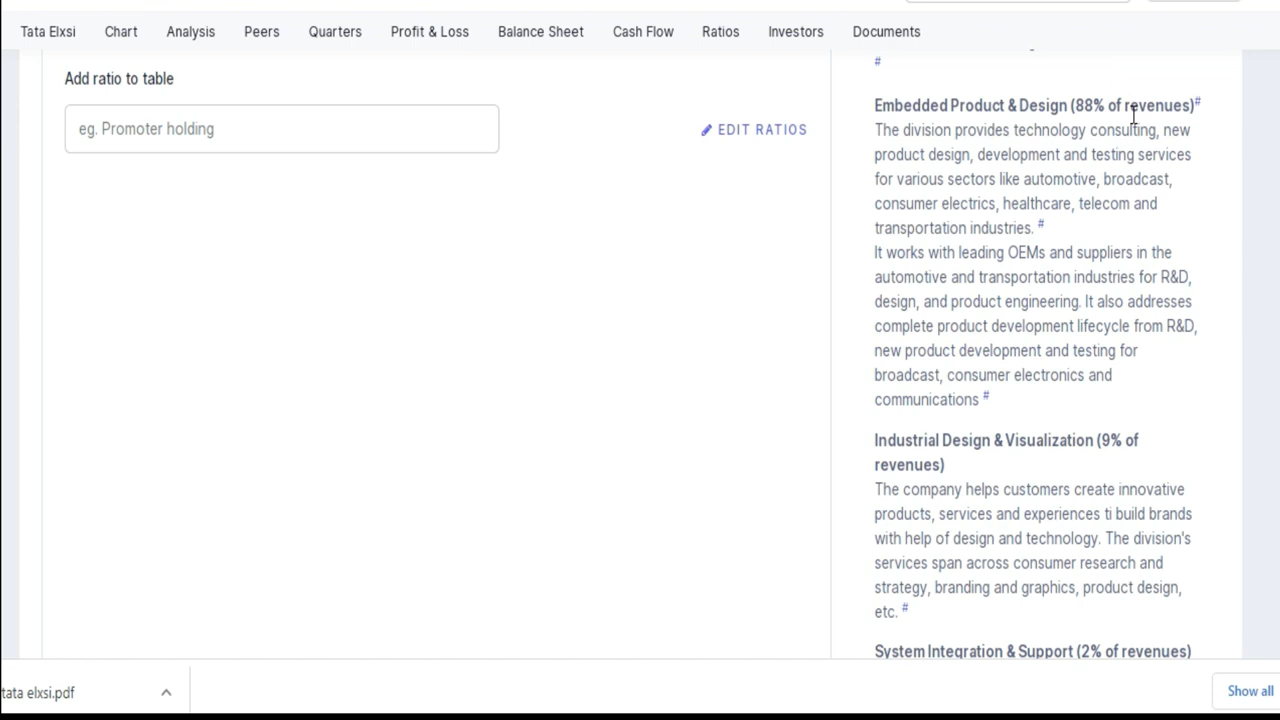 Tata Elxsi Chart Analysis Peers Quarters Profit & Loss Balance Sheet Cash Flow Ratios Investors Documents
Add ratio to table
eg. Promoter holding
EDIT RATIOS
#
Embedded Product & Design (88% of revenues)#
The division provides technology consulting, new
product design, development and testing services
for various sectors like automotive, broadcast,
consumer electrics, healthcare, telecom and
transportation industries. #
It works with leading OEMs and suppliers in the
automotive and transportation industries for R&D,
design, and product engineering. It also addresses
complete product development lifecycle from R&D,
new product development and testing for
broadcast, consumer electronics and
communications #
Industrial Design & Visualization (9% of
revenues)
The company helps customers create innovative
products, services and experiences ti build brands
with help of design and technology. The division's
services span across consumer research and
strategy, branding and graphics, product design,
etc. #
System Integration & Support (2% of revenues)
tata elxsi.pdf
Show all